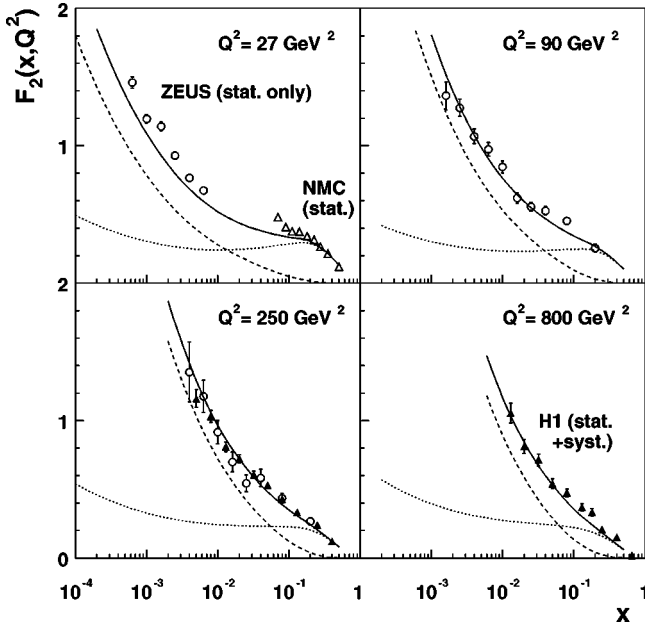 F₂(x,Q²)
2
Q² = 27 GeV ²
ZEUS (stat. only)
NMC
(stat.)
1
0
Q² = 90 GeV ²
2
Q² = 250 GeV ²
1
0
Q² = 800 GeV ²
H1 (stat.
+syst.)
10⁻⁴ 10⁻³ 10⁻² 10⁻¹ 1
10⁻³ 10⁻² 10⁻¹ 1
x